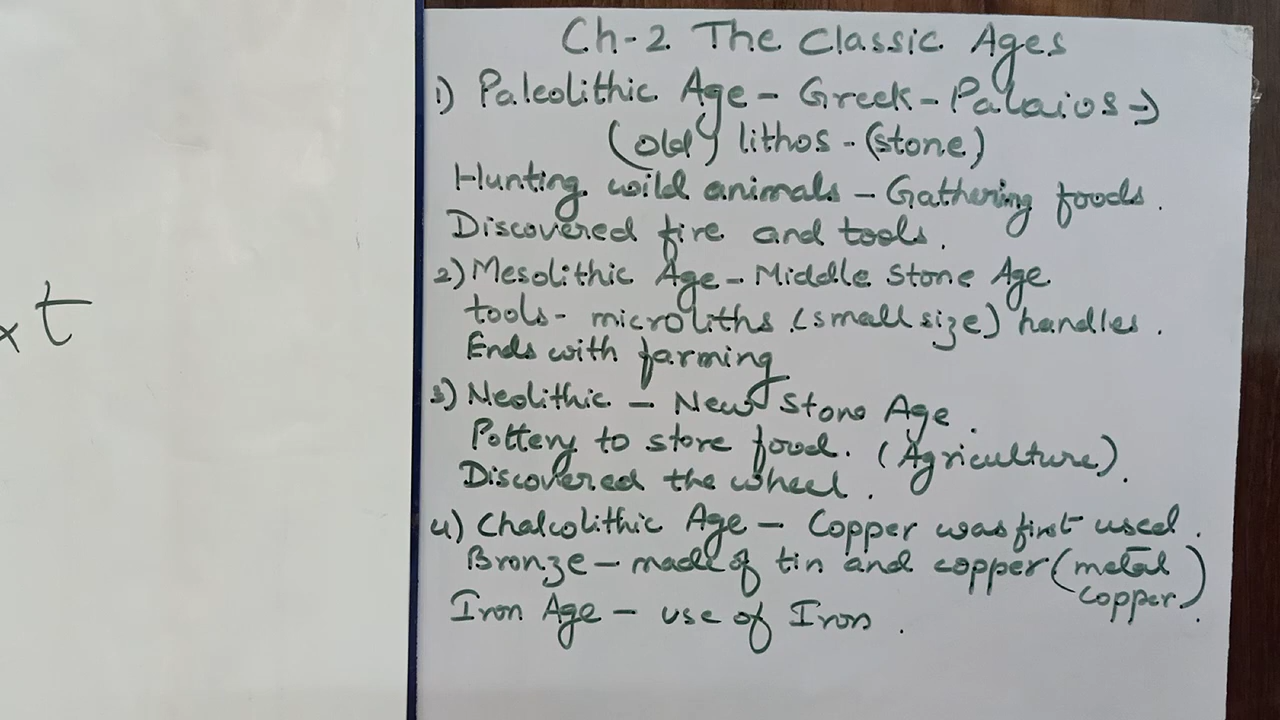 Ch-2 The Classic Ages
1) Paleolithic Age - Greek - Palaios →
(old) lithos - (stone)
Hunting wild animals - Gathering foods.
Discovered fire and tools.
2) Mesolithic Age - Middle Stone Age
tools - microliths (small size) handles.
Ends with farming
3) Neolithic - New Stone Age.
Pottery to store food. (Agriculture).
Discovered the wheel.
4) Chalcolithic Age - Copper was first used.
Bronze - made of tin and copper (metal
copper).
Iron Age - use of Iron.
xt